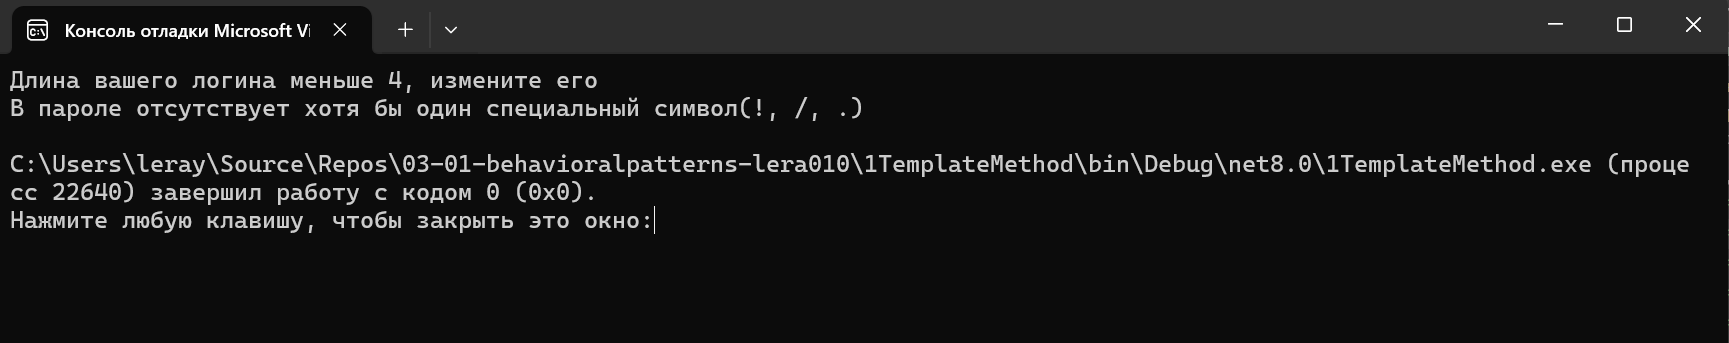 Консоль отладки Microsoft Vi
Длина вашего логина меньше 4, измените его
В пароле отсутствует хотя бы один специальный символ(!, /, .)
C:\Users\leray\Source\Repos\03-01-behavioralpatterns-lera010\1TemplateMethod\bin\Debug\net8.0\1TemplateMethod.exe (проце
сс 22640) завершил работу с кодом 0 (0x0).
Нажмите любую клавишу, чтобы закрыть это окно: